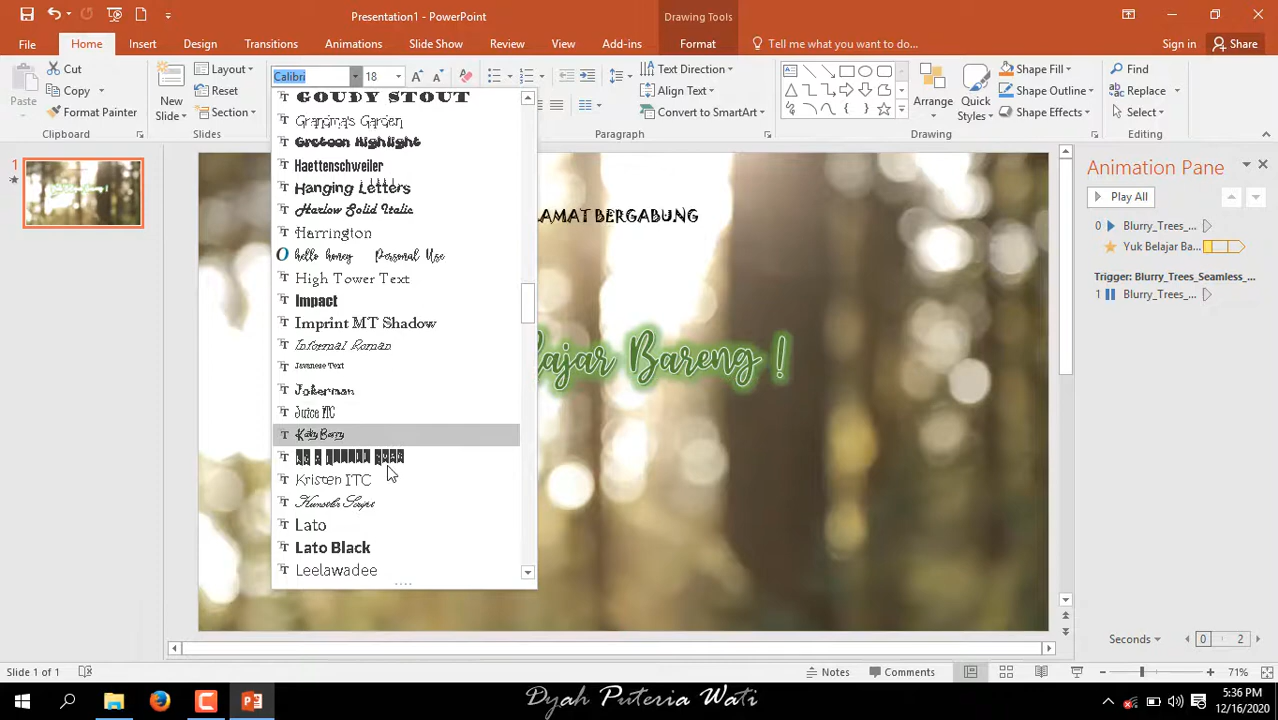 Presentation1 - PowerPoint
Drawing Tools
File
Home
Insert
Design
Transitions
Animations
Slide Show
Review
View
Add-ins
Format
Tell me what you want to do...
Sign in
Share
Paste
Cut
Copy
Clipboard
New
Slide
Layout
Reset
Section
Slides
Calibri
18
Text Direction
Align Text
Convert to SmartArt
Paragraph
Arrange
Quick
Styles
Shape Fill
Shape Outline
Shape Effects
Drawing
Find
Replace
Select
Editing
GOUDY STOUT
Grandma's Garden
Gretoon Highlight
Haettenschweiler
Hanging Letters
Harlow Solid Italic
Harrington
hello honey Personal Use
High Tower Text
Impact
Imprint MT Shadow
Informal Roman
Javanese Text
Jokerman
Juice ITC
Katy Berry
Kristen ITC
Kunstler Script
Lato
Lato Black
Leelawadee
1
AMAT BERGABUNG
lajar Bareng !
Animation Pane
Play All
0 Blurry_Trees_...
Yuk Belajar Ba...
Trigger: Blurry_Trees_Seamless_...
1 Blurry_Trees_...
Seconds
0 2
Slide 1 of 1
Notes
Comments
71%
Dyah Puteria Wati
5:36 PM
12/16/2020